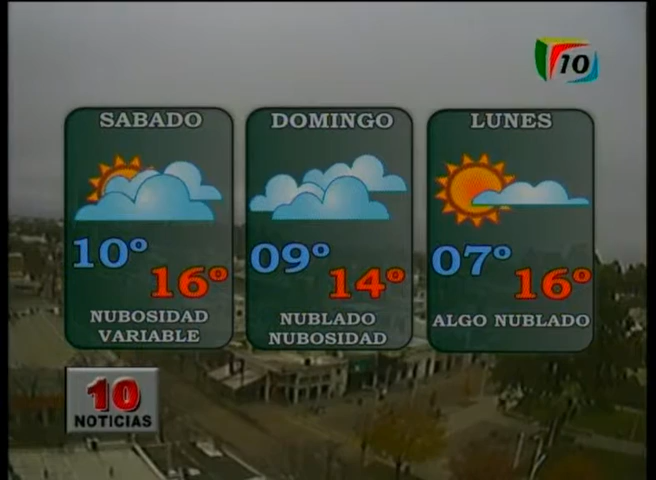 10
SABADO
10º
16º
NUBOSIDAD
VARIABLE
DOMINGO
09º
14º
NUBLADO
NUBOSIDAD
LUNES
07º
16º
ALGO NUBLADO
10
NOTICIAS